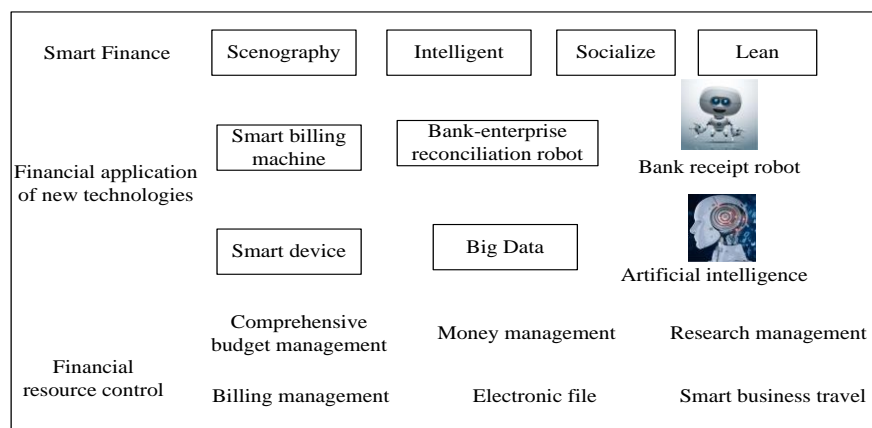 Smart Finance
Scenography
Intelligent
Socialize
Lean
Financial application
of new technologies
Smart billing
machine
Bank-enterprise
reconciliation robot
Bank receipt robot
Smart device
Big Data
Artificial intelligence
Financial
resource control
Comprehensive
budget management
Money management
Research management
Billing management
Electronic file
Smart business travel